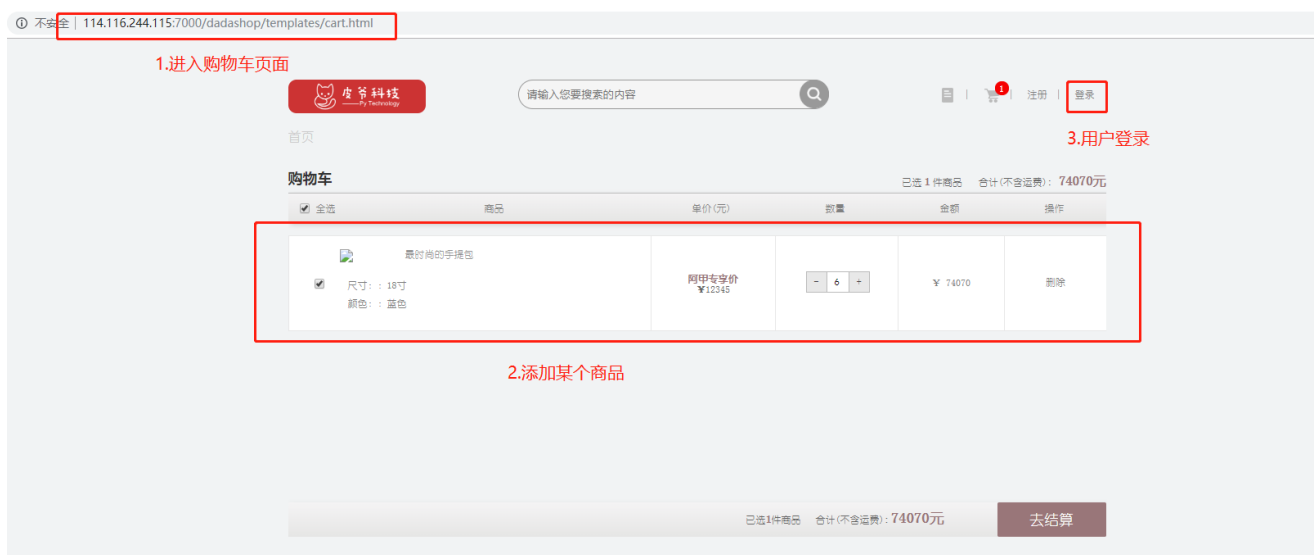 不安全 | 114.116.244.115:7000/dadashop/templates/cart.html
1.进入购物车页面
皮爷科技
——Py Technology
请输入您要搜索的内容
1
注册
登录
首页
3.用户登录
购物车
已选 1 件商品 合计(不含运费): 74070元
全选 商品 单价(元) 数量 金额 操作
最时尚的手提包
尺寸：: 18寸
颜色：: 蓝色
阿甲专享价
¥12345
- 6 +
¥ 74070
删除
2.添加某个商品
已选1件商品 合计(不含运费): 74070元
去结算